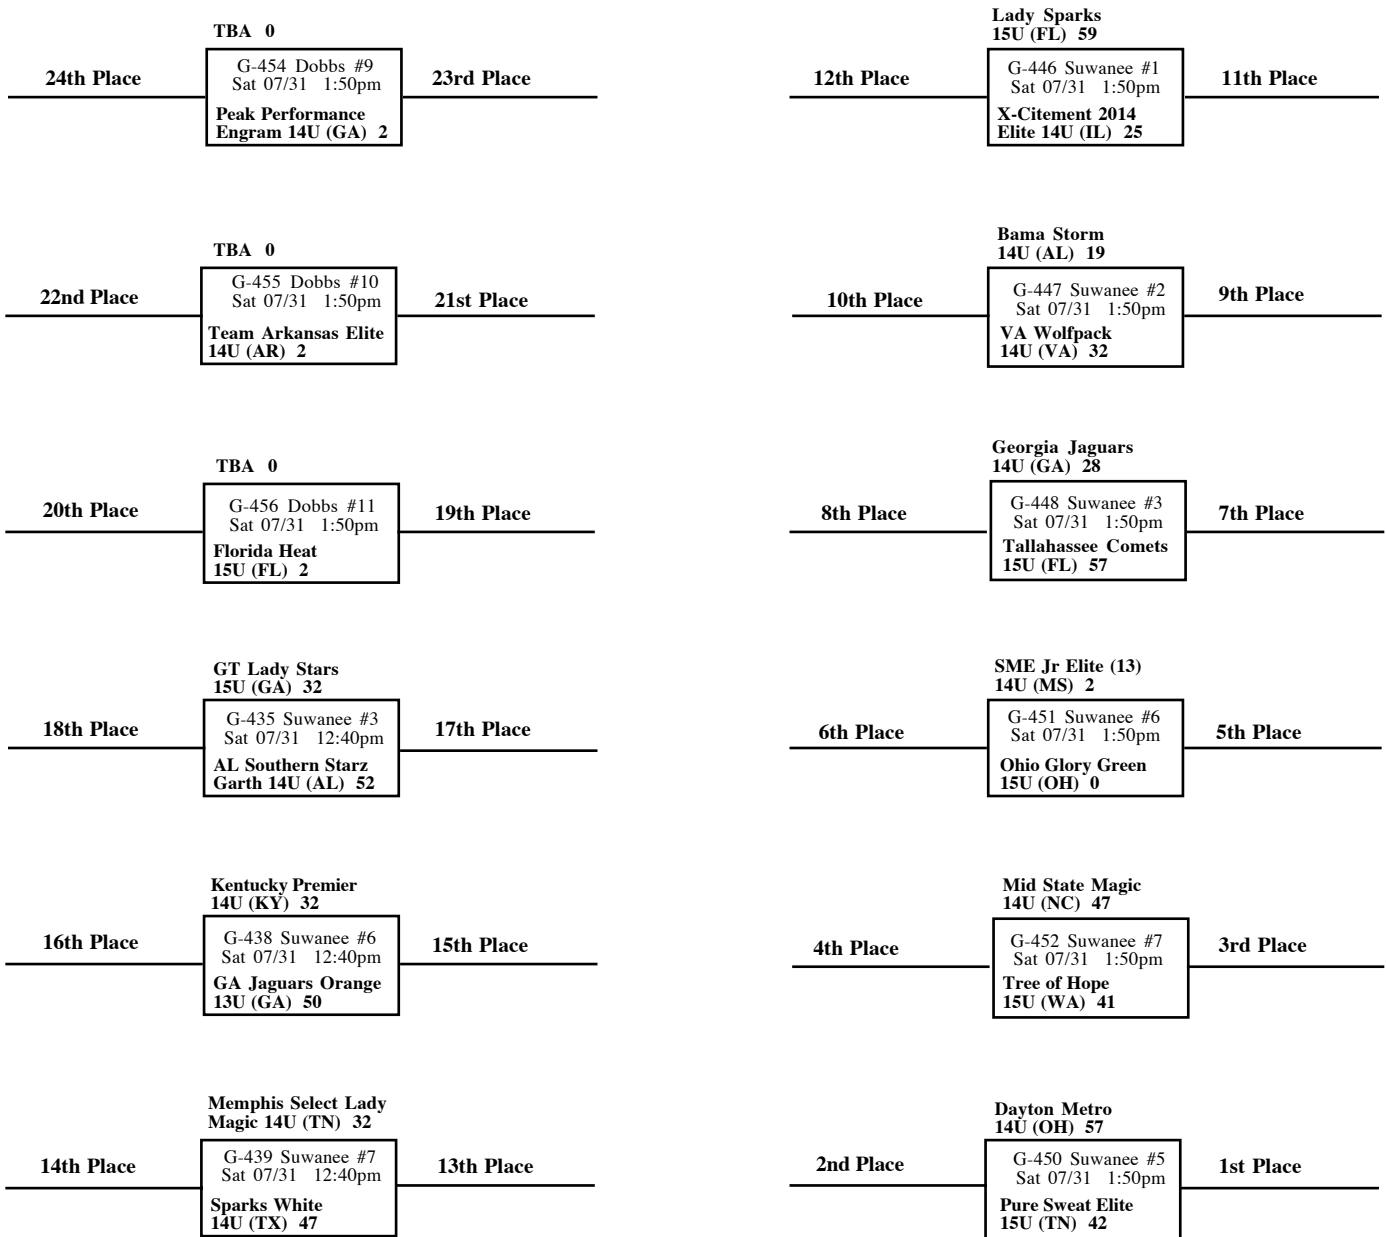 TBA 0
24th Place
G-454 Dobbs #9
Sat 07/31 1:50pm
23rd Place
Peak Performance
Engram 14U (GA) 2
TBA 0
22nd Place
G-455 Dobbs #10
Sat 07/31 1:50pm
21st Place
Team Arkansas Elite
14U (AR) 2
TBA 0
20th Place
G-456 Dobbs #11
Sat 07/31 1:50pm
19th Place
Florida Heat
15U (FL) 2
GT Lady Stars
15U (GA) 32
18th Place
G-435 Suwanee #3
Sat 07/31 12:40pm
17th Place
AL Southern Starz
Garth 14U (AL) 52
Kentucky Premier
14U (KY) 32
16th Place
G-438 Suwanee #6
Sat 07/31 12:40pm
15th Place
GA Jaguars Orange
13U (GA) 50
Memphis Select Lady
Magic 14U (TN) 32
14th Place
G-439 Suwanee #7
Sat 07/31 12:40pm
13th Place
Sparks White
14U (TX) 47
Lady Sparks
15U (FL) 59
12th Place
G-446 Suwanee #1
Sat 07/31 1:50pm
11th Place
X-Citement 2014
Elite 14U (IL) 25
Bama Storm
14U (AL) 19
10th Place
G-447 Suwanee #2
Sat 07/31 1:50pm
9th Place
VA Wolfpack
14U (VA) 32
Georgia Jaguars
14U (GA) 28
8th Place
G-448 Suwanee #3
Sat 07/31 1:50pm
7th Place
Tallahassee Comets
15U (FL) 57
SME Jr Elite (13)
14U (MS) 2
6th Place
G-451 Suwanee #6
Sat 07/31 1:50pm
5th Place
Ohio Glory Green
15U (OH) 0
Mid State Magic
14U (NC) 47
4th Place
G-452 Suwanee #7
Sat 07/31 1:50pm
3rd Place
Tree of Hope
15U (WA) 41
Dayton Metro
14U (OH) 57
2nd Place
G-450 Suwanee #5
Sat 07/31 1:50pm
1st Place
Pure Sweat Elite
15U (TN) 42